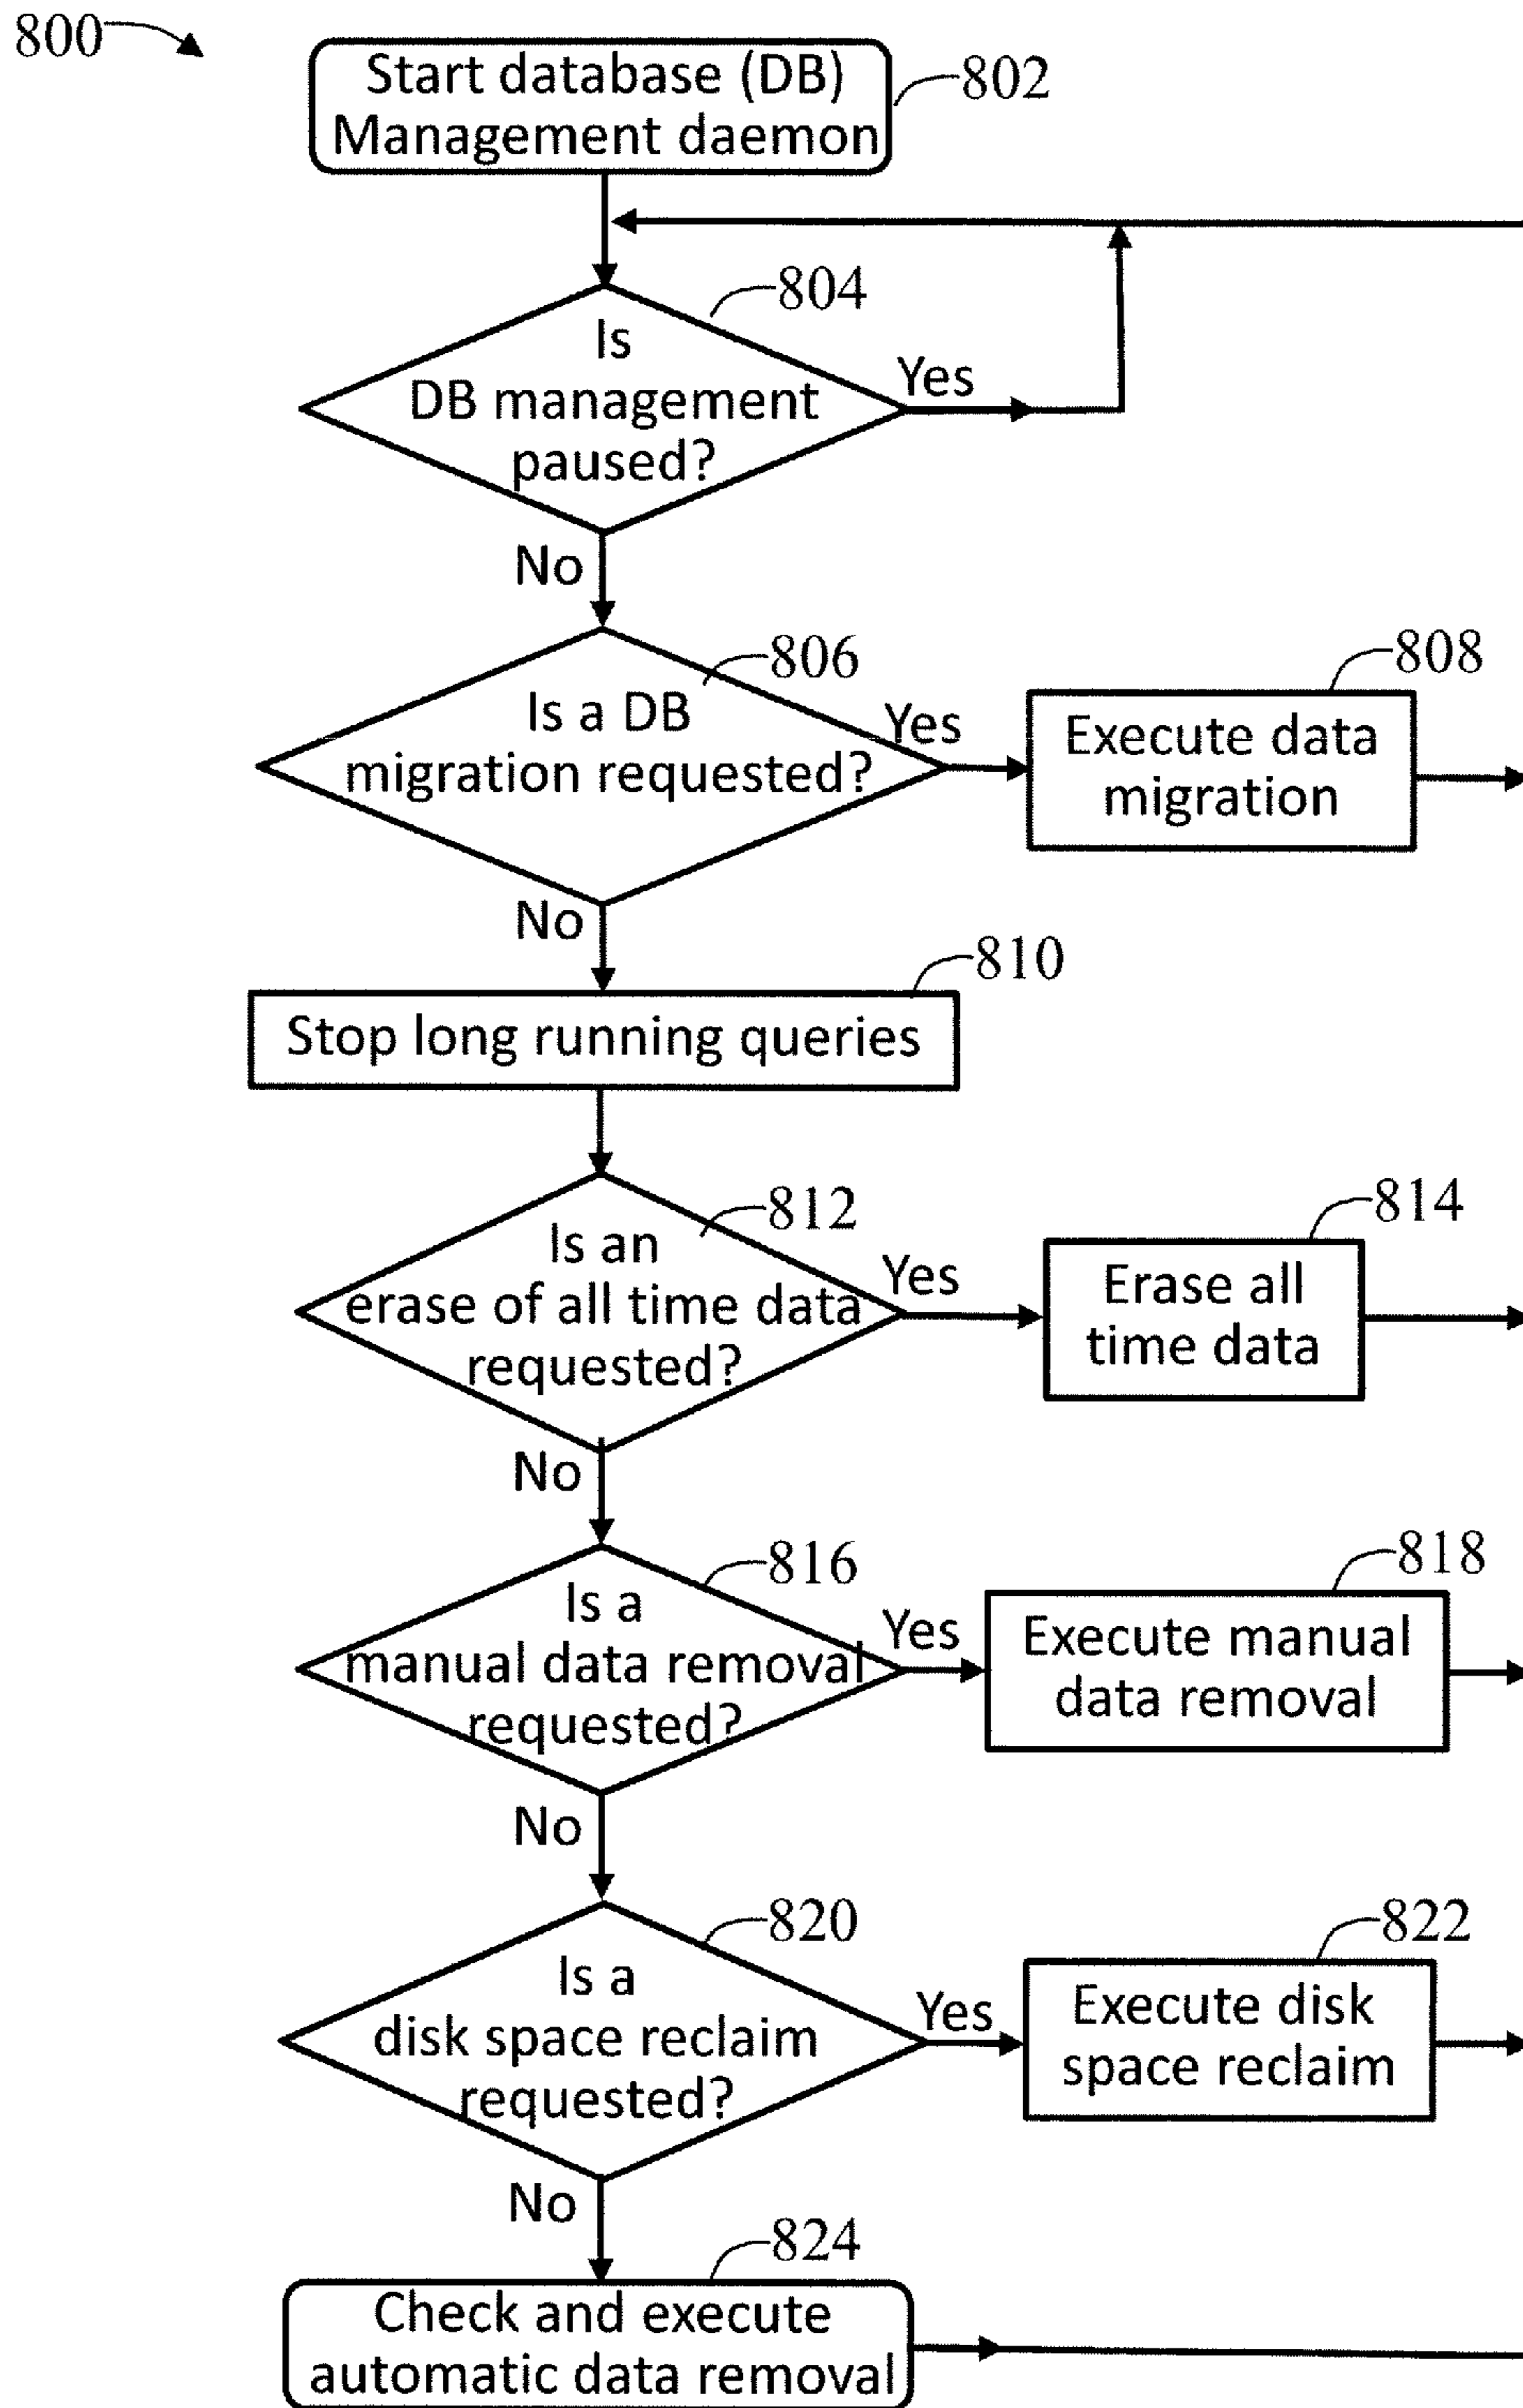 800
Start database (DB)
Management daemon
802
804
Is
DB management
paused?
Yes
No
806
Is a DB
migration requested?
Yes
808
Execute data
migration
No
810
Stop long running queries
812
Is an
erase of all time data
requested?
Yes
814
Erase all
time data
No
816
Is a
manual data removal
requested?
Yes
818
Execute manual
data removal
No
820
Is a
disk space reclaim
requested?
Yes
822
Execute disk
space reclaim
No
824
Check and execute
automatic data removal